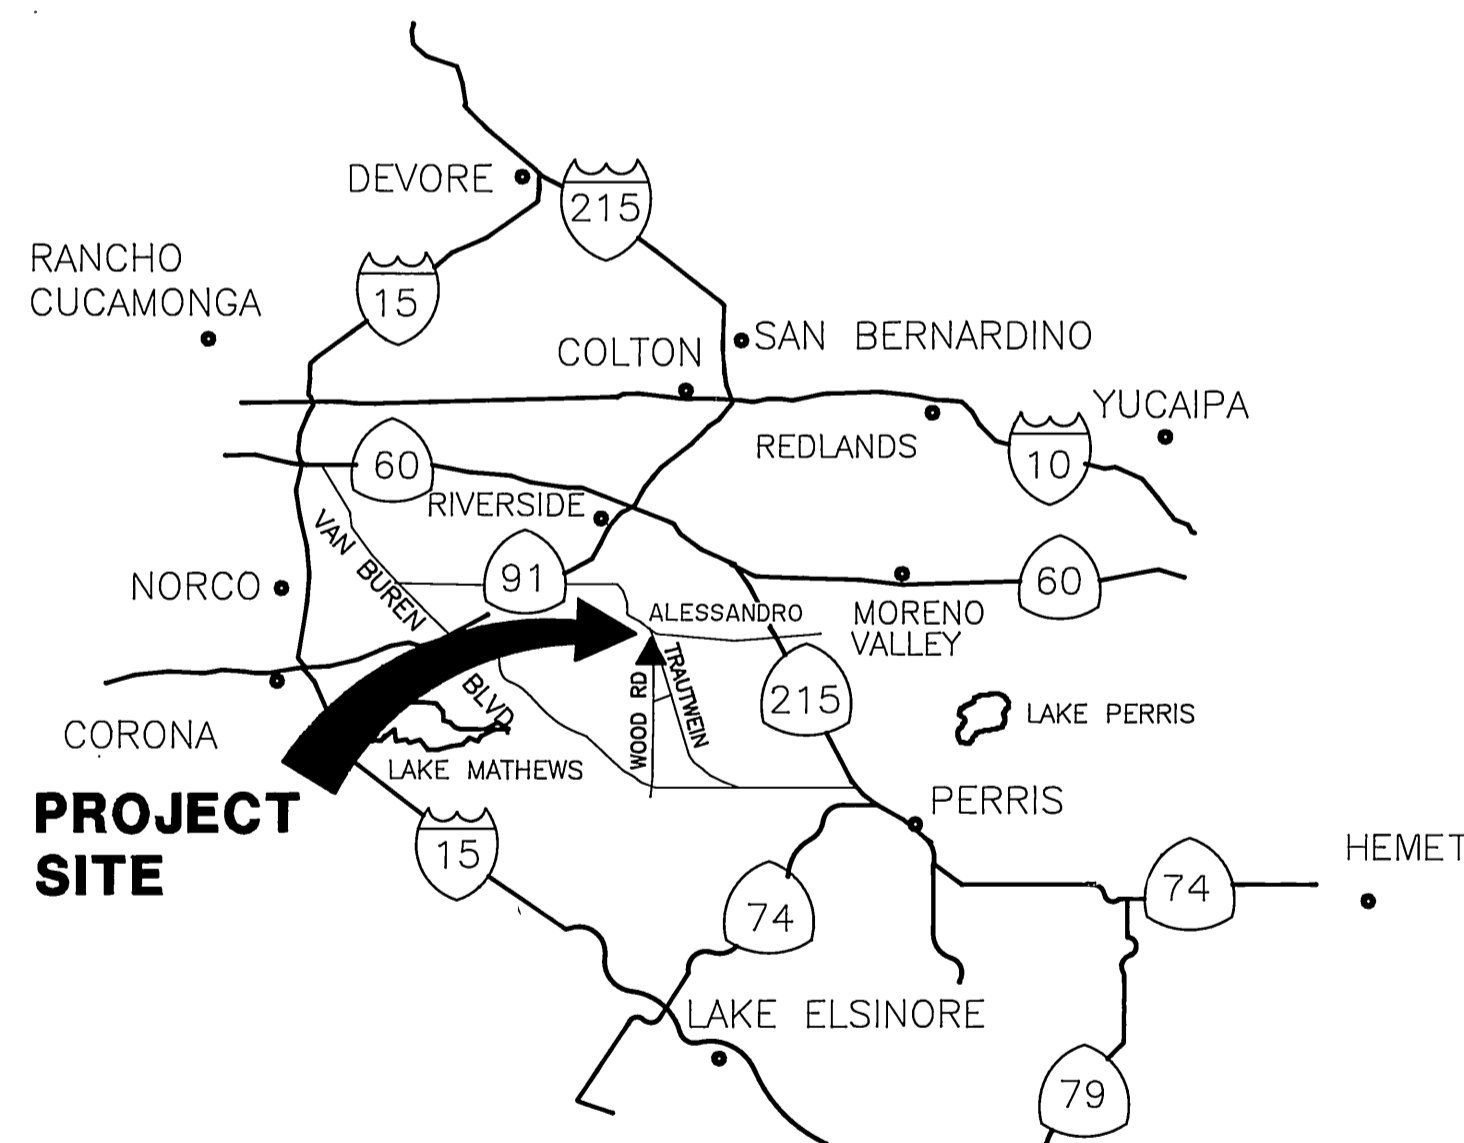 DEVORE
215
RANCHO
CUCAMONGA
15
COLTON
SAN BERNARDINO
YUCAIPA
REDLANDS
10
60
RIVERSIDE
VAN BUREN
BLVD
NORCO
91
60
ALESSANDRO
MORENO
VALLEY
TRAUTWEIN
WOOD RD
215
LAKE PERRIS
CORONA
LAKE MATHEWS
PROJECT
SITE
PERRIS
15
HEMET
74
74
LAKE ELSINORE
79